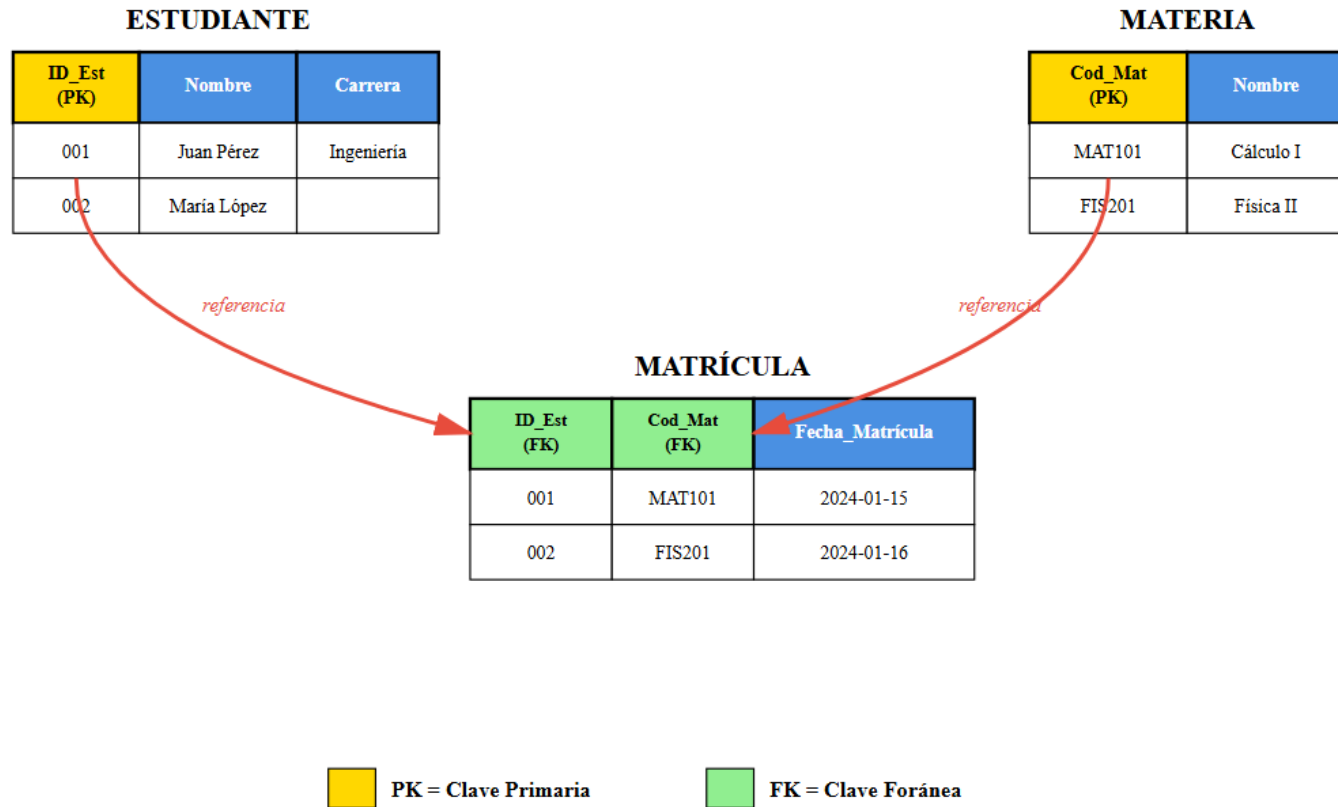 ESTUDIANTE
ID_Est
(PK)
Nombre
Carrera
001
Juan Pérez
Ingeniería
002
María López
MATERIA
Cod_Mat
(PK)
Nombre
MAT101
Cálculo I
FIS201
Física II
referencia
referencia
MATRÍCULA
ID_Est
(FK)
Cod_Mat
(FK)
Fecha_Matrícula
001
MAT101
2024-01-15
002
FIS201
2024-01-16
PK = Clave Primaria
FK = Clave Foránea